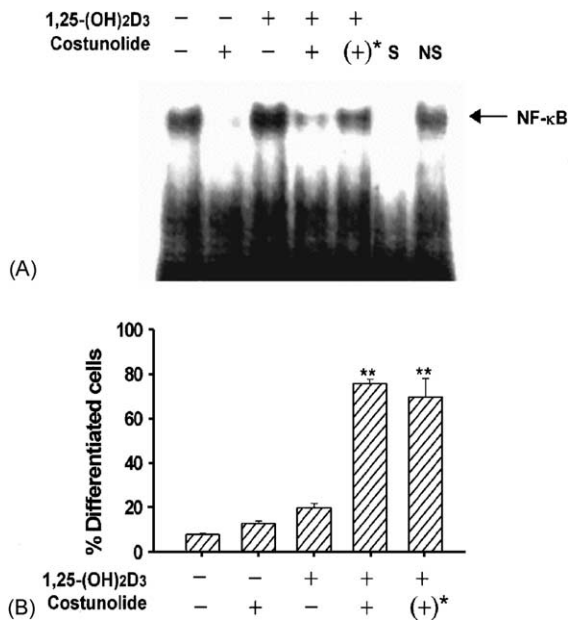 1,25-(OH)2D3 − − + + +
Costunolide − + − + (+)* S NS
NF-κB
(A)
100
80
60
40
20
0
% Differentiated cells
** **
1,25-(OH)2D3 − − + + +
Costunolide − + − + (+)*
(B)